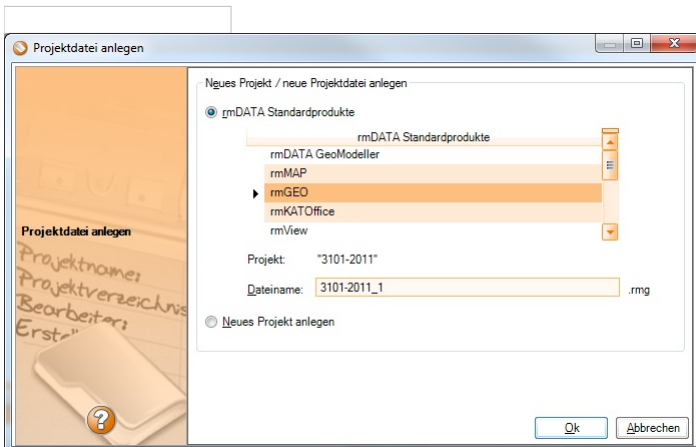 Projektdatei anlegen
Neues Projekt / neue Projektdatei anlegen
rmDATA Standardprodukte
rmDATA Standardprodukte
rmDATA GeoModeller
rmMAP
rmGEO
rmKATOffice
rmView
Projektdatei anlegen
Projektname:
Projektverzeichnis
Bearbeiter:
Erstell
Projekt: "3101-2011"
Dateiname: 3101-2011_1 .rmg
Neues Projekt anlegen
?
Ok Abbrechen